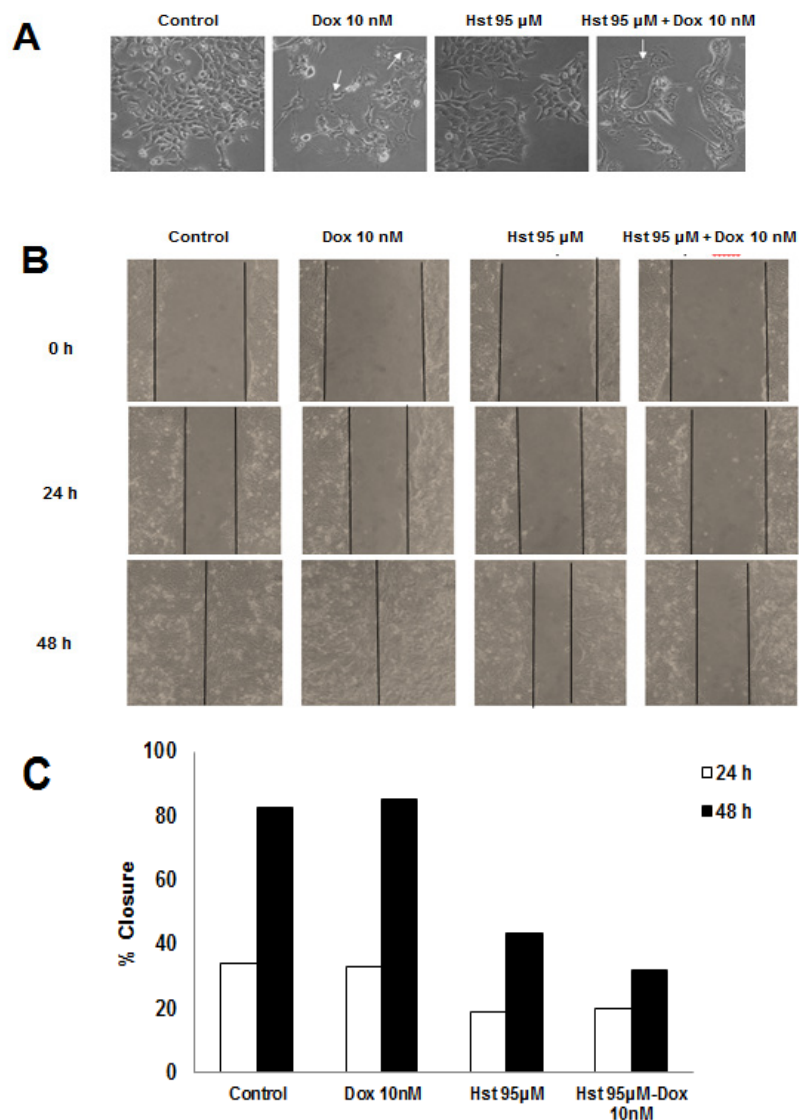 A
Control Dox 10 nM Hst 95 µM Hst 95 µM + Dox 10 nM
B
Control Dox 10 nM Hst 95 µM Hst 95 µM + Dox 10 nM
0 h
24 h
48 h
C
100
80
60
40
20
0
% Closure
24 h
48 h
Control Dox 10nM Hst 95µM Hst 95µM-Dox
10nM